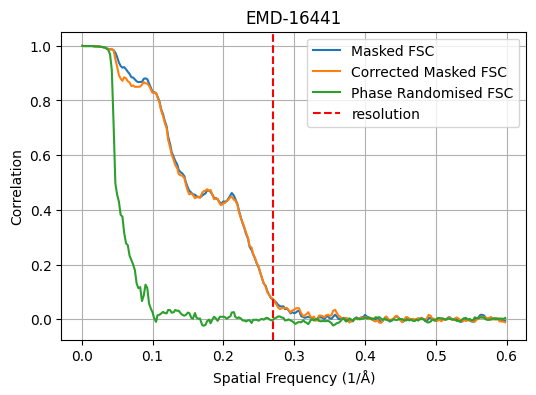 EMD-16441
Masked FSC
Corrected Masked FSC
Phase Randomised FSC
resolution
Correlation
1.0
0.8
0.6
0.4
0.2
0.0
0.0 0.1 0.2 0.3 0.4 0.5 0.6
Spatial Frequency (1/Å)